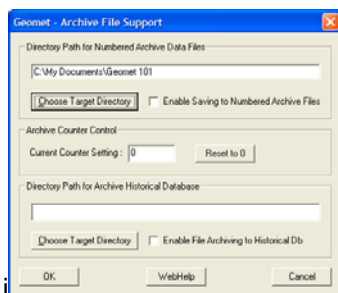 Geomet - Archive File Support
Directory Path for Numbered Archive Data Files
C:\My Documents\Geomet 101
Choose Target Directory Enable Saving to Numbered Archive Files
Archive Counter Control
Current Counter Setting : 0 Reset to 0
Directory Path for Archive Historical Database
Choose Target Directory Enable File Archiving to Historical Db
OK WebHelp Cancel
i